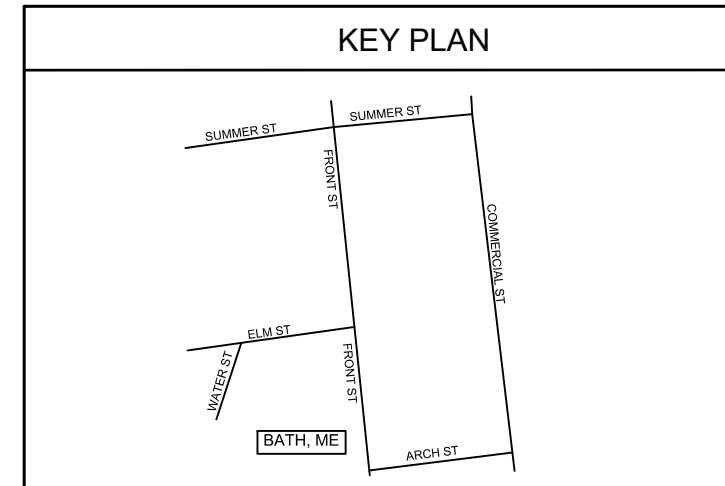 KEY PLAN
SUMMER ST
SUMMER ST
FRONT ST
COMMERCIAL ST
ELM ST
FRONT ST
WATER ST
BATH, ME
ARCH ST